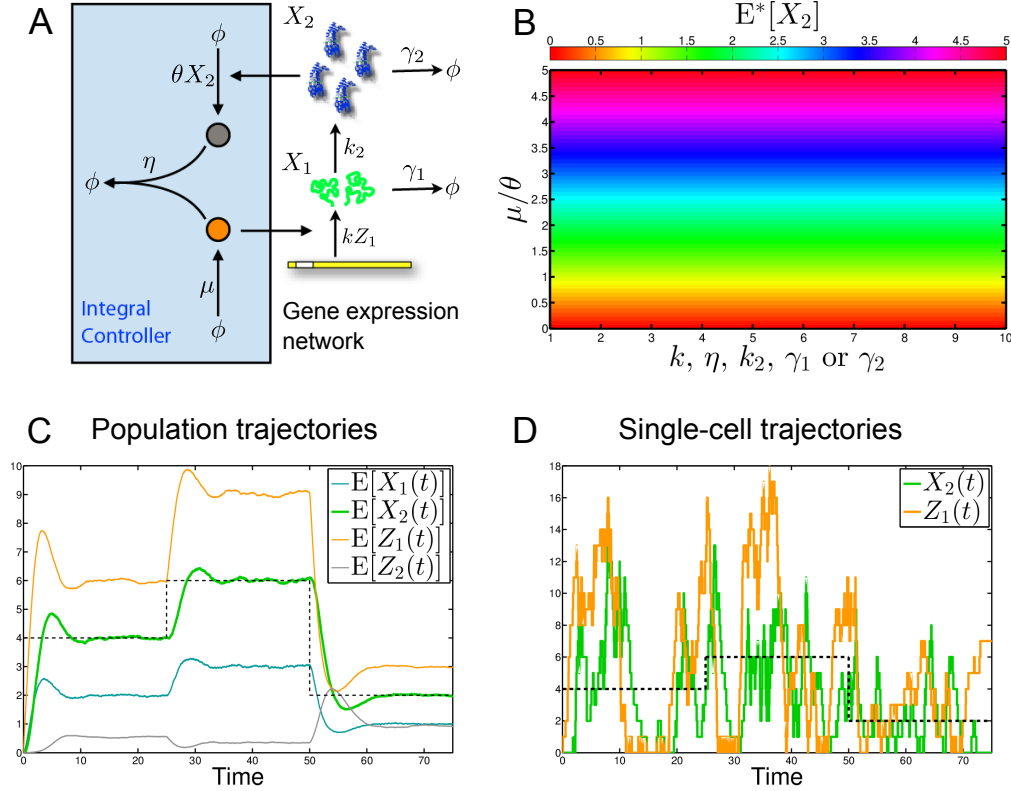 A
X₂
ϕ
γ₂
ϕ
θX₂
k₂
η
X₁
γ₁
ϕ
ϕ
kZ₁
μ
ϕ
Integral
Controller
Gene expression
network
B
E*[X₂]
0 0.5 1 1.5 2 2.5 3 3.5 4 4.5 5
μ/θ
5
4.5
4
3.5
3
2.5
2
1.5
1
0.5
0
1 2 3 4 5 6 7 8 9 10
k, η, k₂, γ₁ or γ₂
C
Population trajectories
10
9
8
7
6
5
4
3
2
1
0
E[X₁(t)]
E[X₂(t)]
E[Z₁(t)]
E[Z₂(t)]
0 10 20 30 40 50 60 70
Time
D
Single-cell trajectories
18
16
14
12
10
8
6
4
2
0
X₂(t)
Z₁(t)
0 10 20 30 40 50 60 70
Time